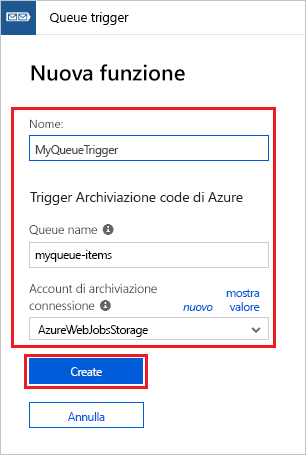 Queue trigger
Nuova funzione
Nome:
MyQueueTrigger
Trigger Archiviazione code di Azure
Queue name
myqueue-items
Account di archiviazione mostra
connessione nuovo valore
AzureWebJobsStorage
Create
Annulla